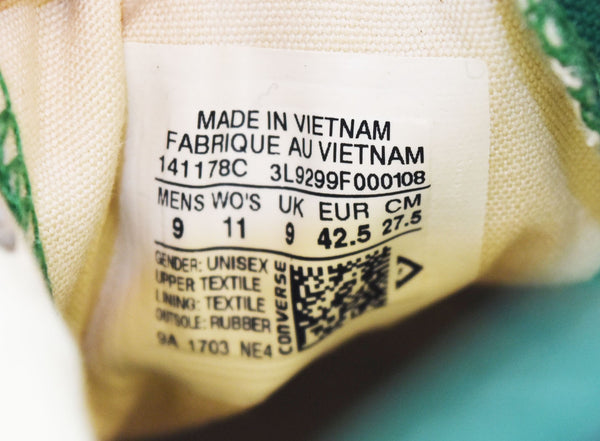 MADE IN VIETNAM
FABRIQUE AU VIETNAM
141178C 3L9299F000108
MENS WO'S UK EUR CM
9 11 9 42.5 27.5
GENDER: UNISEX
UPPER: TEXTILE
LINING: TEXTILE
OUTSOLE: RUBBER
9A 1703 NE4
CONVERSE